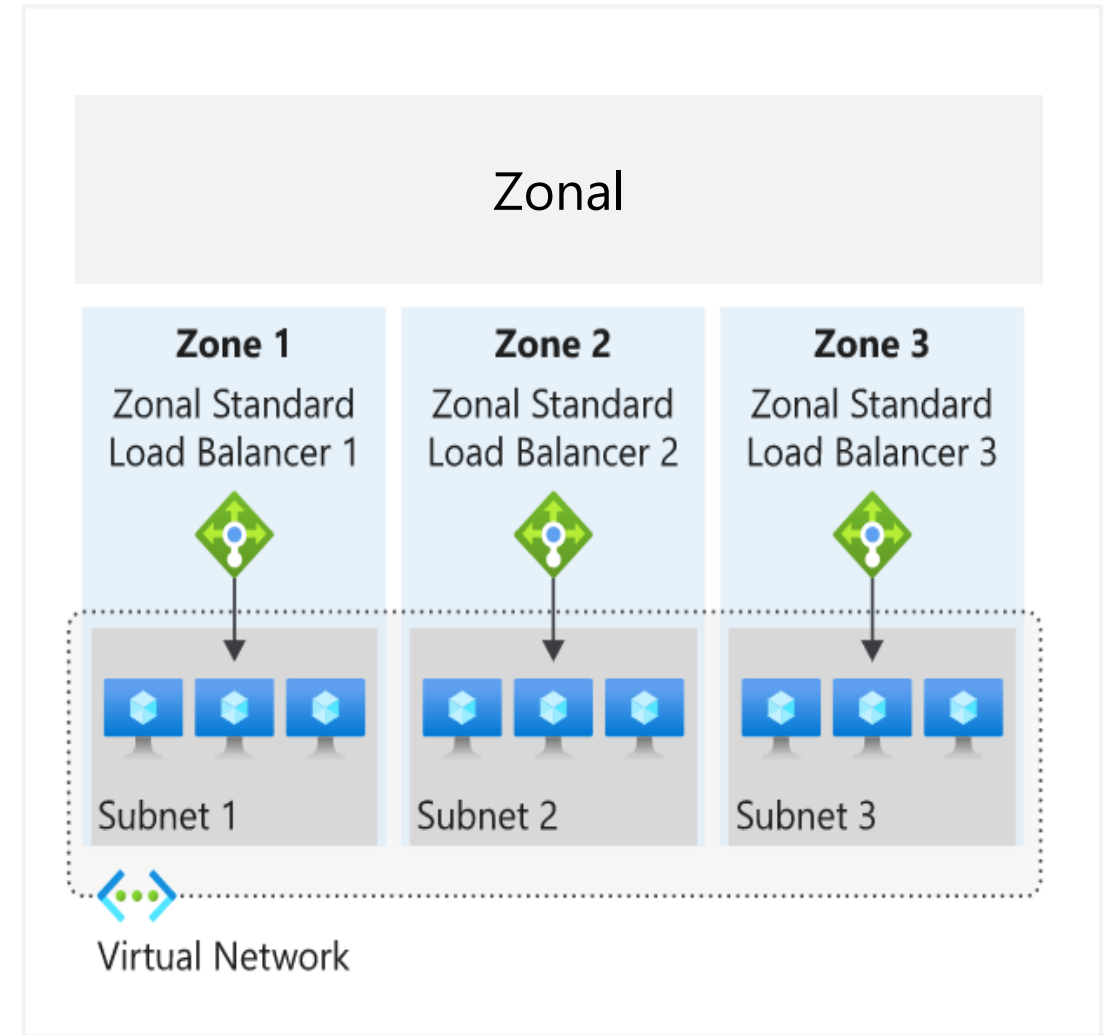 Zonal
Zone 1
Zonal Standard
Load Balancer 1
Zone 2
Zonal Standard
Load Balancer 2
Zone 3
Zonal Standard
Load Balancer 3
Subnet 1
Subnet 2
Subnet 3
Virtual Network